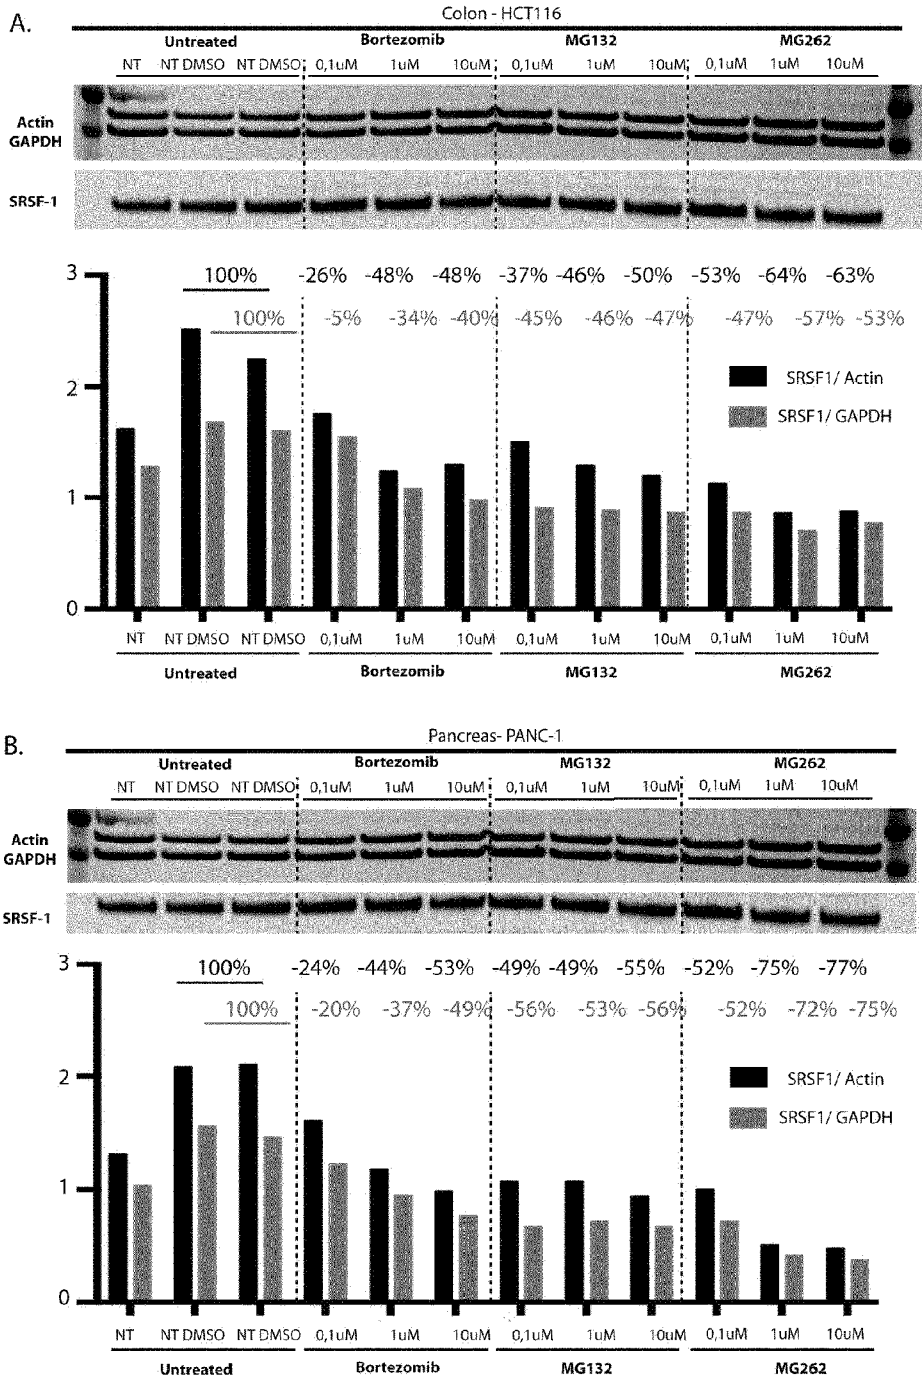 A.
Colon - HCT116
Untreated Bortezomib MG132 MG262
NT NT DMSO NT DMSO 0,1uM 1uM 10uM 0,1uM 1uM 10uM 0,1uM 1uM 10uM
Actin
GAPDH
SRSF-1
3 100% -26% -48% -48% -37% -46% -50% -53% -64% -63%
100% -5% -34% -40% -45% -46% -47% -47% -57% -53%
SRSF1/ Actin
2
SRSF1/ GAPDH
1
0
NT NT DMSO NT DMSO 0,1uM 1uM 10uM 0,1uM 1uM 10uM 0,1uM 1uM 10uM
Untreated Bortezomib MG132 MG262
B.
Pancreas- PANC-1
Untreated Bortezomib MG132 MG262
NT NT DMSO NT DMSO 0,1uM 1uM 10uM 0,1uM 1uM 10uM 0,1uM 1uM 10uM
Actin
GAPDH
SRSF-1
3 100% -24% -44% -53% -49% -49% -55% -52% -75% -77%
100% -20% -37% -49% -56% -53% -56% -52% -72% -75%
2 SRSF1/ Actin
SRSF1/ GAPDH
1
0
NT NT DMSO NT DMSO 0,1uM 1uM 10uM 0,1uM 1uM 10uM 0,1uM 1uM 10uM
Untreated Bortezomib MG132 MG262